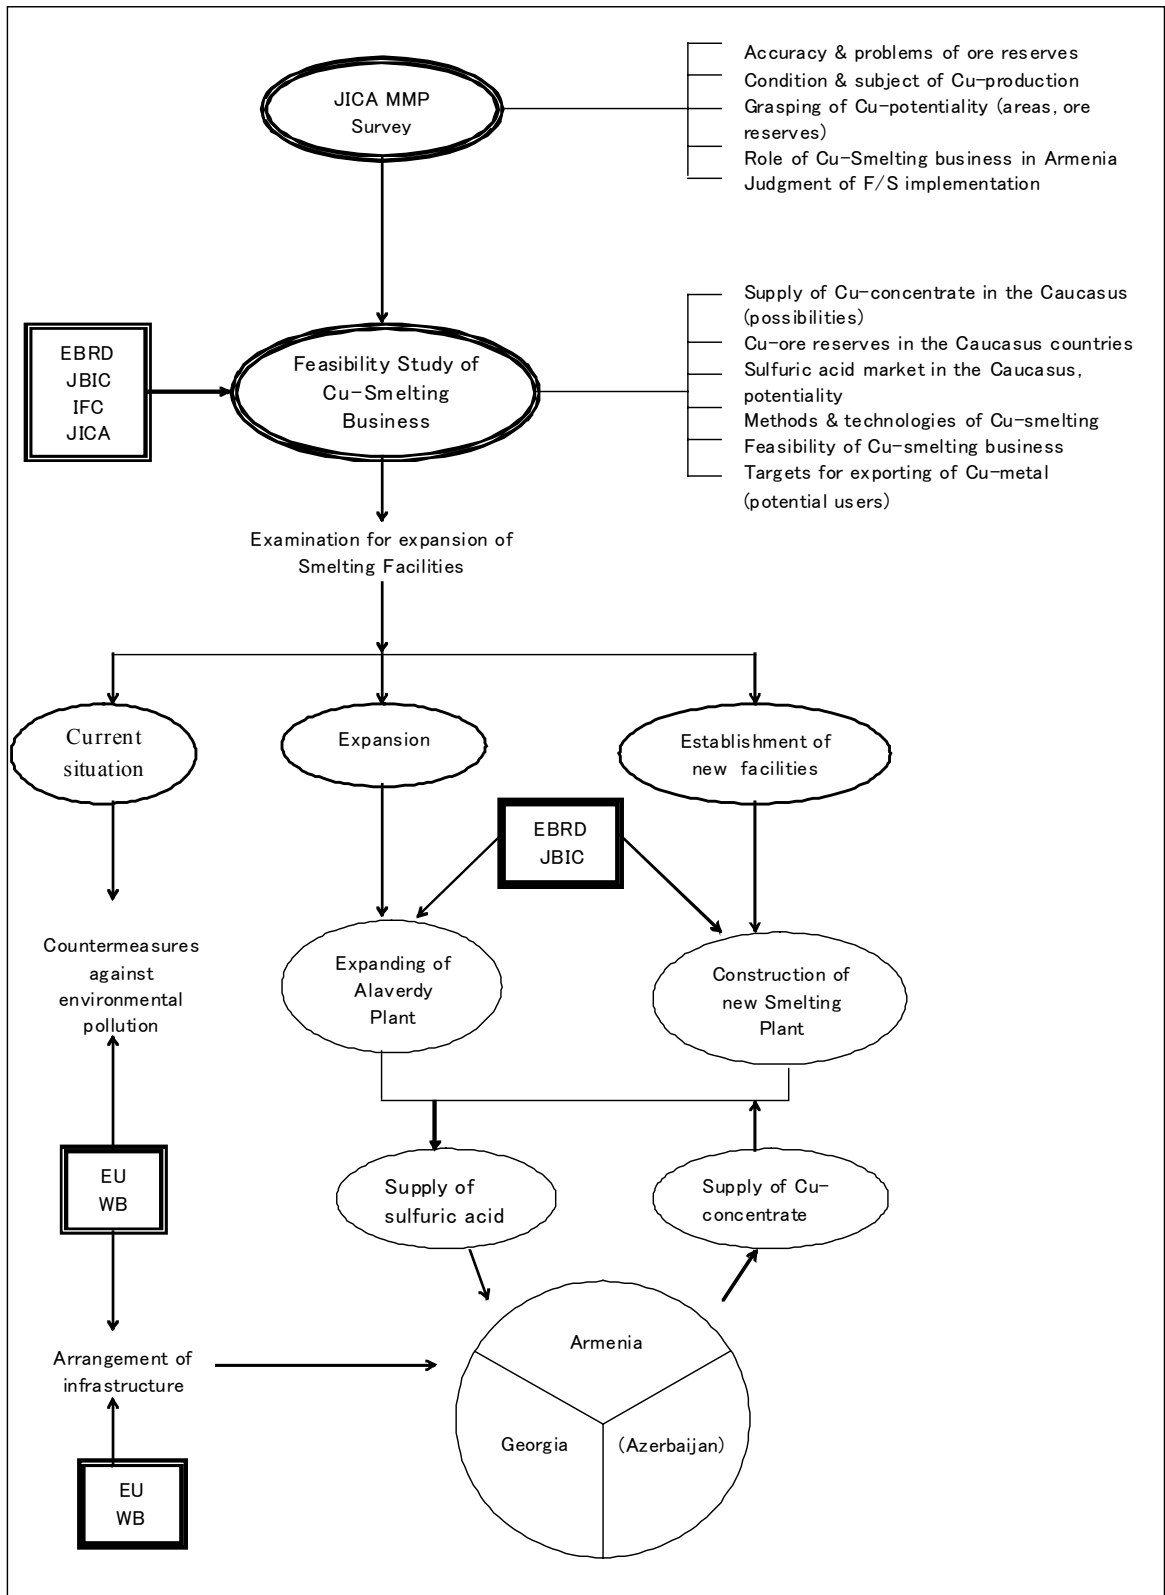 JICA MMP
Survey
Accuracy & problems of ore reserves
Condition & subject of Cu-production
Grasping of Cu-potentiality (areas, ore
reserves)
Role of Cu-Smelting business in Armenia
Judgment of F/S implementation
EBRD
JBIC
IFC
JICA
Feasibility Study of
Cu-Smelting
Business
Supply of Cu-concentrate in the Caucasus
(possibilities)
Cu-ore reserves in the Caucasus countries
Sulfuric acid market in the Caucasus,
potentiality
Methods & technologies of Cu-smelting
Feasibility of Cu-smelting business
Targets for exporting of Cu-metal
(potential users)
Examination for expansion of
Smelting Facilities
Current
situation
Expansion
Establishment of
new facilities
EBRD
JBIC
Countermeasures
against
environmental
pollution
Expanding of
Alaverdy
Plant
Construction of
new Smelting
Plant
EU
WB
Supply of
sulfuric acid
Supply of Cu-
concentrate
Arrangement of
infrastructure
Armenia
Georgia
(Azerbaijan)
EU
WB